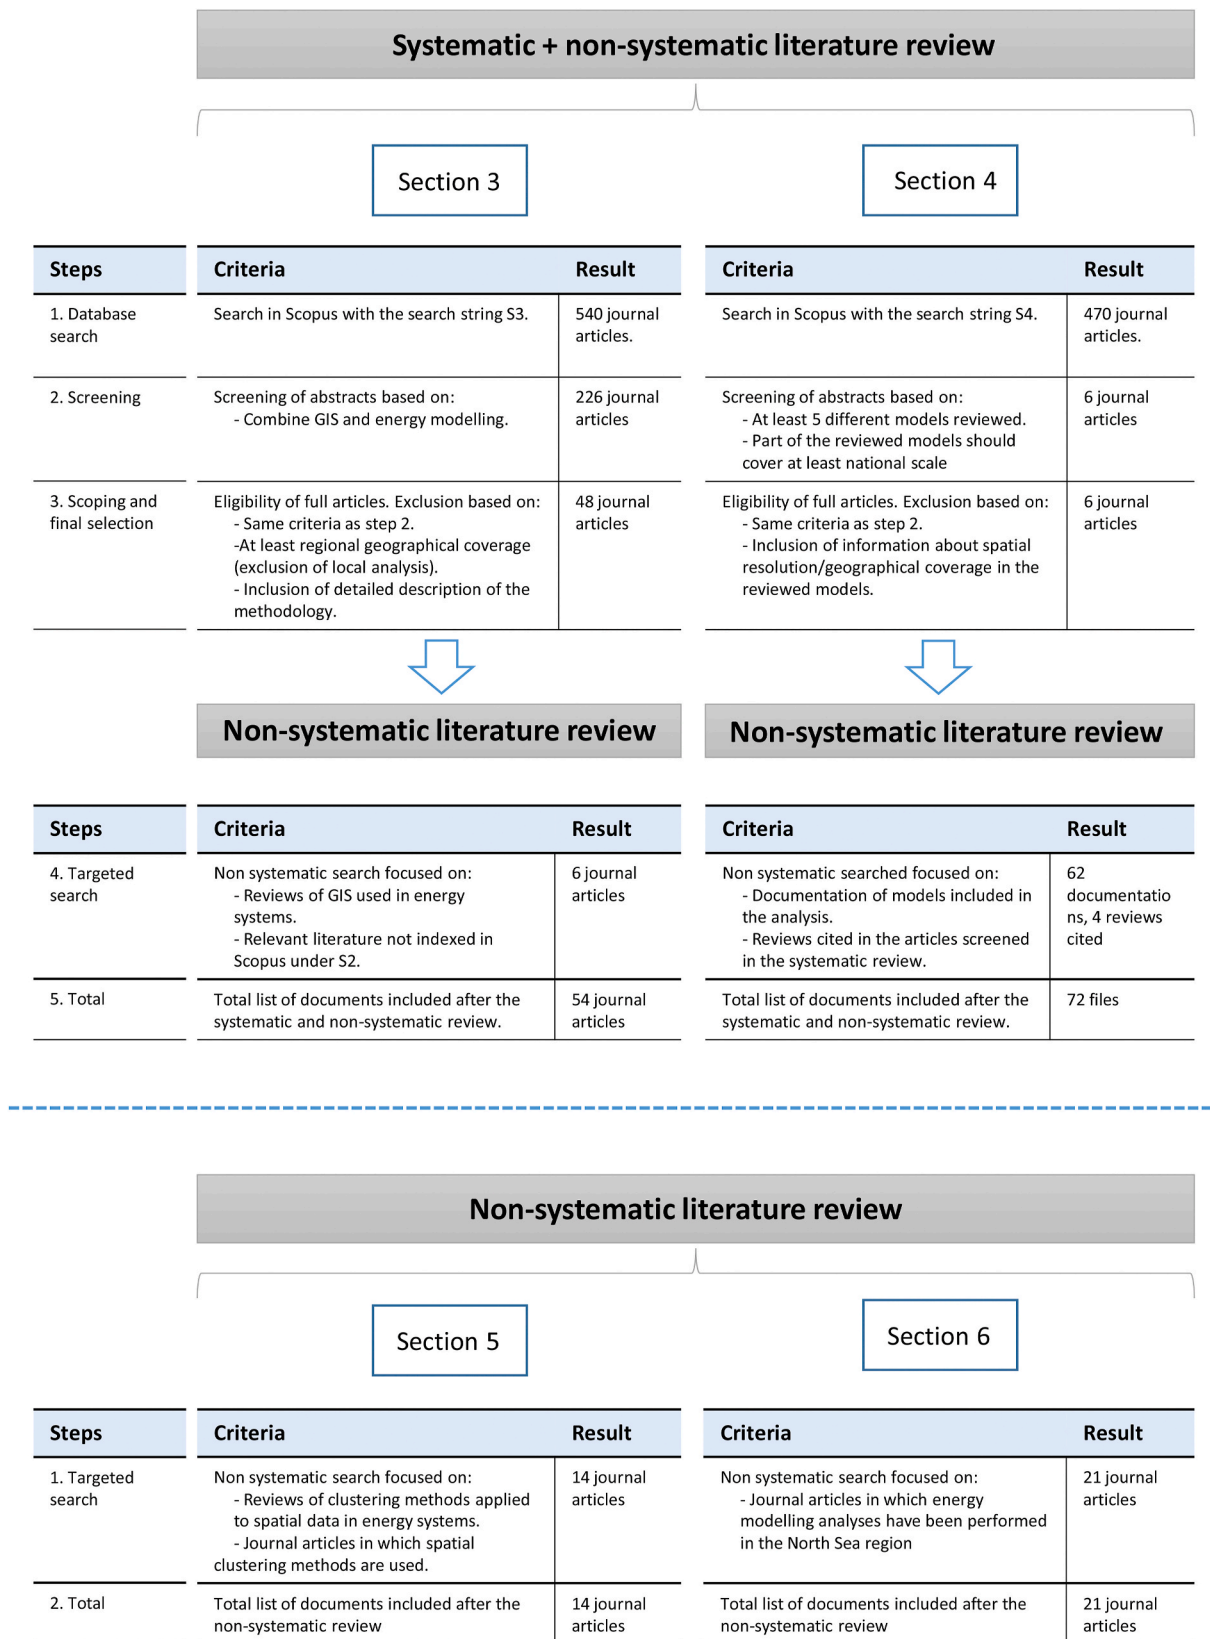 Systematic + non-systematic literature review
Section 3
Section 4
Steps
Criteria
Result
Criteria
Result
1. Database
search
Search in Scopus with the search string S3.
540 journal
articles.
Search in Scopus with the search string S4.
470 journal
articles.
2. Screening
Screening of abstracts based on:
- Combine GIS and energy modelling.
226 journal
articles
Screening of abstracts based on:
- At least 5 different models reviewed.
- Part of the reviewed models should
cover at least national scale
6 journal
articles
3. Scoping and
final selection
Eligibility of full articles. Exclusion based on:
- Same criteria as step 2.
-At least regional geographical coverage
(exclusion of local analysis).
- Inclusion of detailed description of the
methodology.
48 journal
articles
Eligibility of full articles. Exclusion based on:
- Same criteria as step 2.
- Inclusion of information about spatial
resolution/geographical coverage in the
reviewed models.
6 journal
articles
Non-systematic literature review
Non-systematic literature review
Steps
Criteria
Result
Criteria
Result
4. Targeted
search
Non systematic search focused on:
- Reviews of GIS used in energy
systems.
- Relevant literature not indexed in
Scopus under S2.
6 journal
articles
Non systematic searched focused on:
- Documentation of models included in
the analysis.
- Reviews cited in the articles screened
in the systematic review.
62
documentatio
ns, 4 reviews
cited
5. Total
Total list of documents included after the
systematic and non-systematic review.
54 journal
articles
Total list of documents included after the
systematic and non-systematic review.
72 files
Non-systematic literature review
Section 5
Section 6
Steps
Criteria
Result
Criteria
Result
1. Targeted
search
Non systematic search focused on:
- Reviews of clustering methods applied
to spatial data in energy systems.
- Journal articles in which spatial
clustering methods are used.
14 journal
articles
Non systematic search focused on:
- Journal articles in which energy
modelling analyses have been performed
in the North Sea region
21 journal
articles
2. Total
Total list of documents included after the
non-systematic review
14 journal
articles
Total list of documents included after the
non-systematic review
21 journal
articles